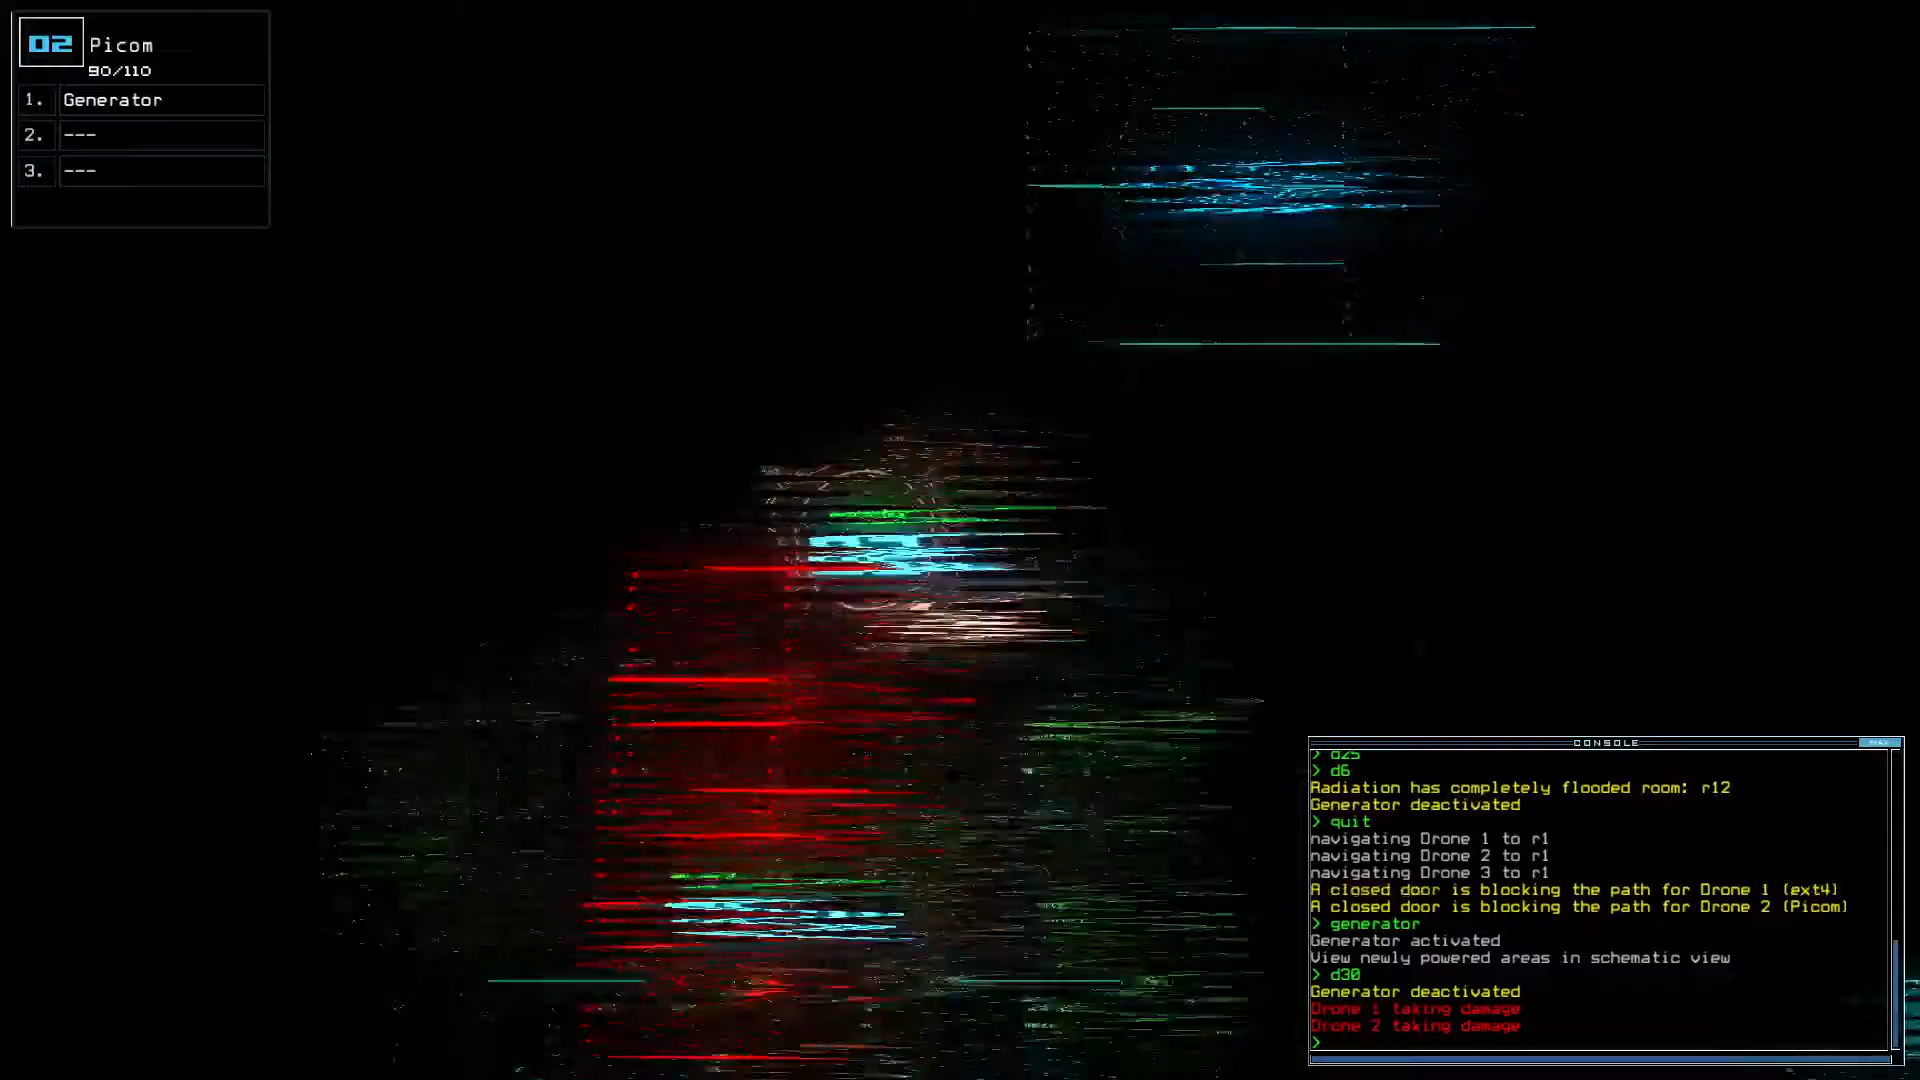 02 Picom
90/110
1. Generator
2. ---
3. ---
CONSOLE
> d25
> d6
Radiation has completely flooded room: r12
Generator deactivated
> quit
navigating Drone 1 to r1
navigating Drone 2 to r1
navigating Drone 3 to r1
A closed door is blocking the path for Drone 1 (ext4)
A closed door is blocking the path for Drone 2 (Picom)
> generator
Generator activated
View newly powered areas in schematic view
> d30
Generator deactivated
Drone 1 taking damage
Drone 2 taking damage
>